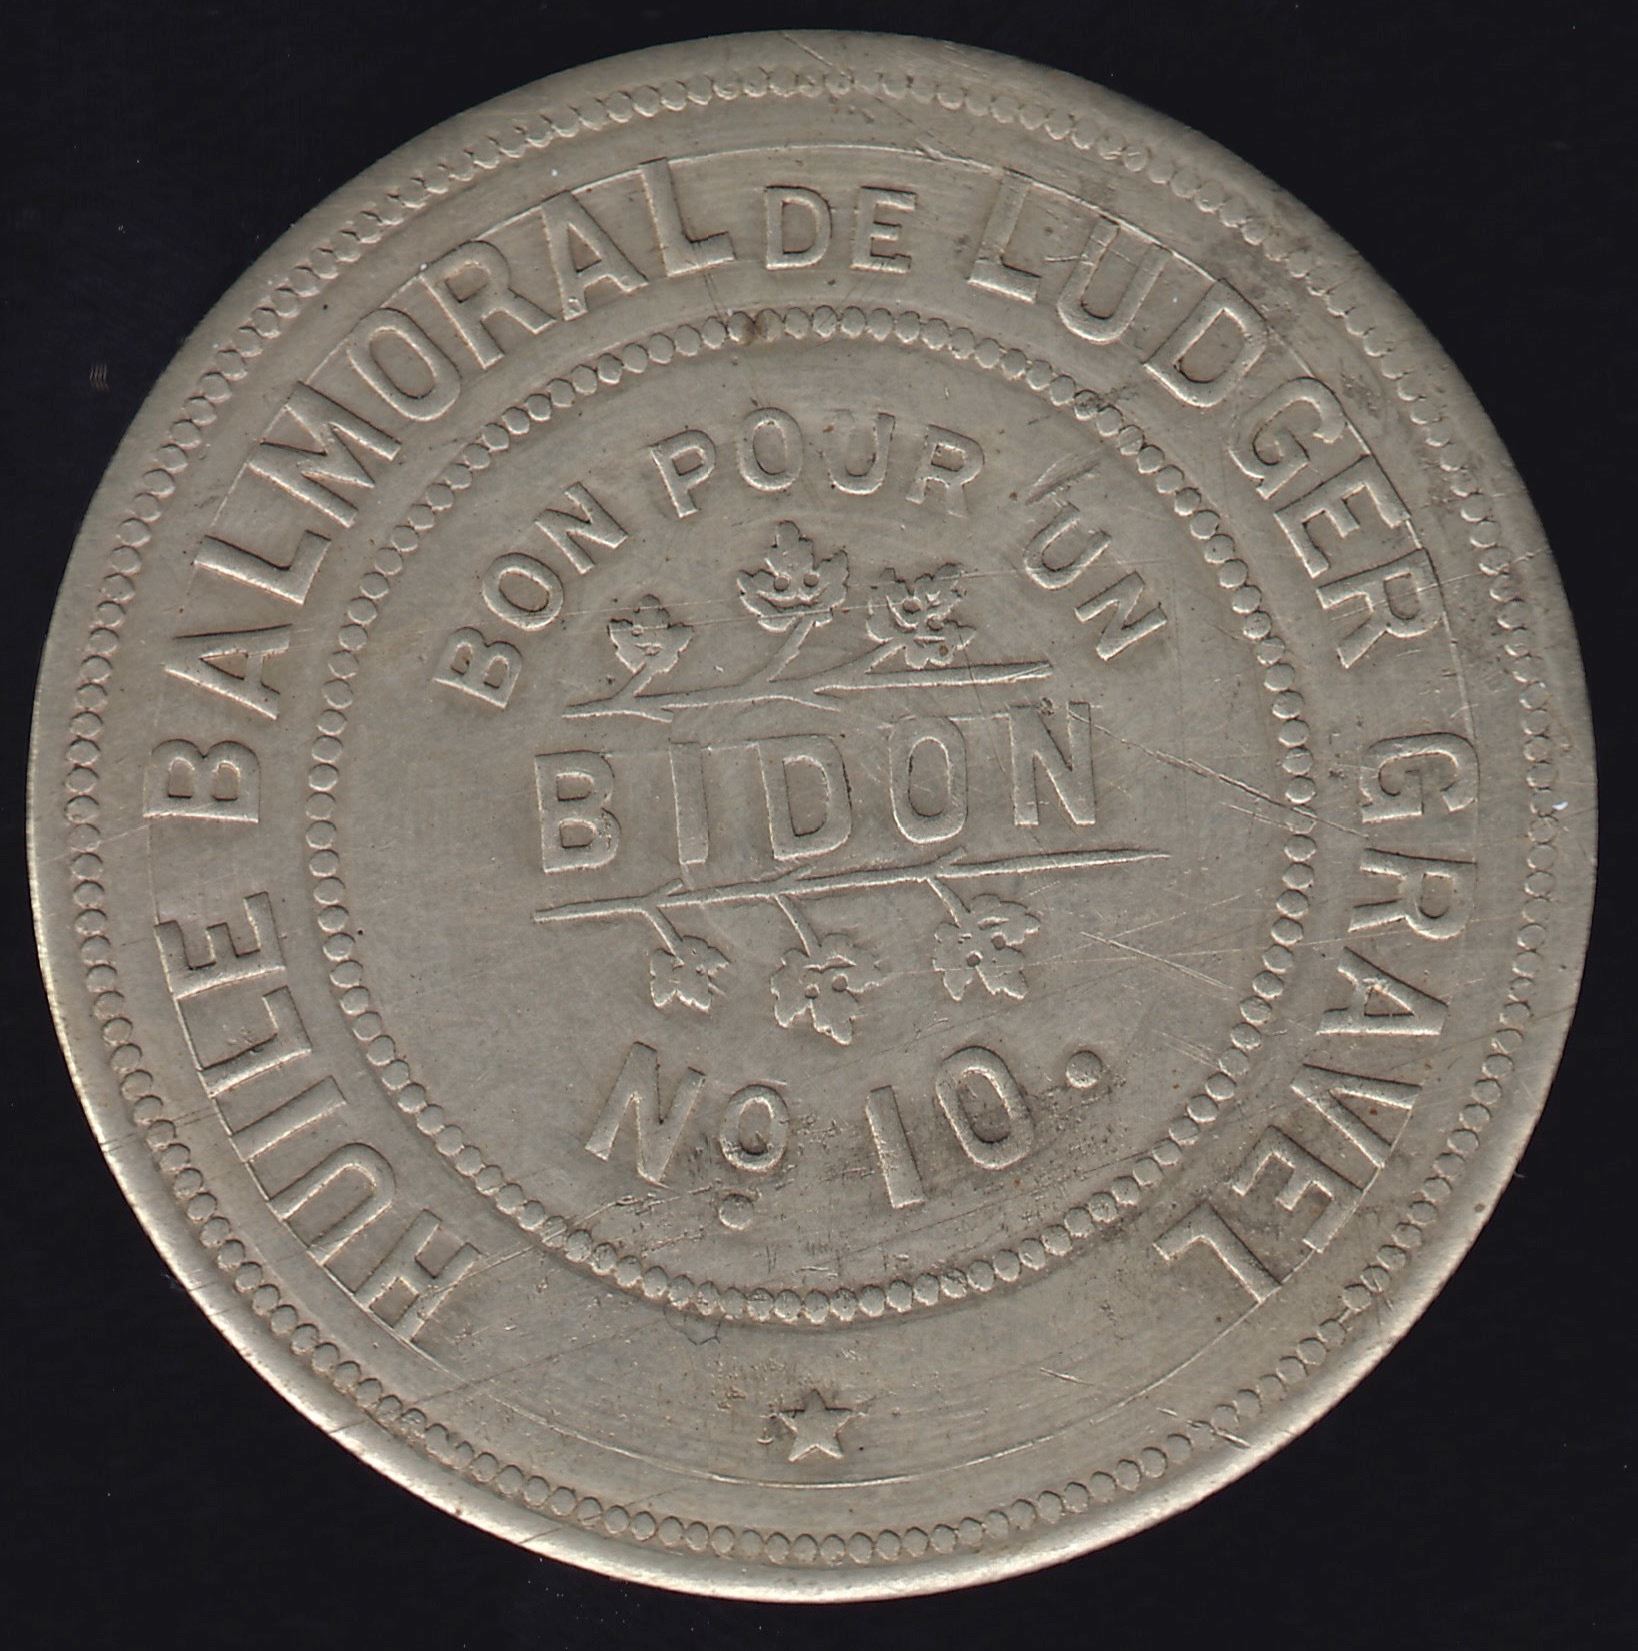 HUILE BALMORAL DE LUDGER GRAVEL
BON POUR UN
BIDON
No. 10.